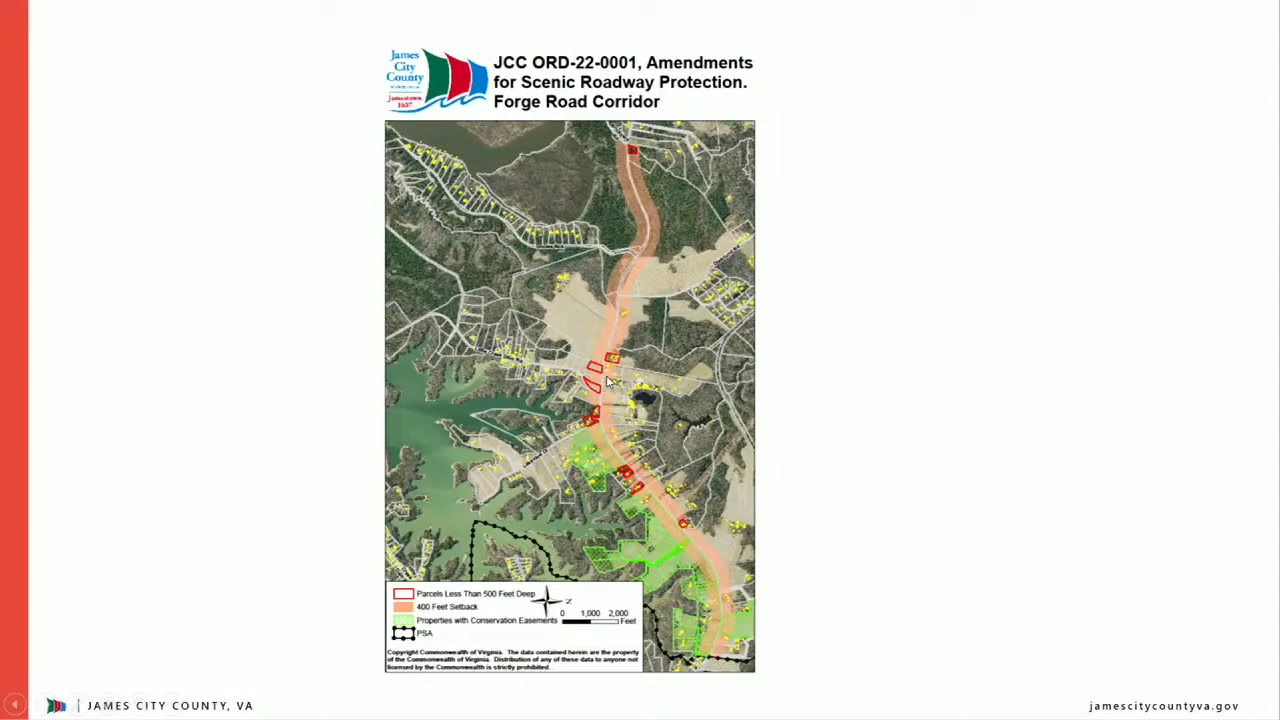 James
City
County
Jamestown
1607
JCC ORD-22-0001, Amendments
for Scenic Roadway Protection.
Forge Road Corridor
Parcels Less Than 500 Feet Deep
400 Feet Setback
Properties with Conservation Easements
PSA
Z
0 1,000 2,000
Feet
Copyright Commonwealth of Virginia. The data contained herein are the property
of the Commonwealth of Virginia. Distribution of any of these data to anyone not
licensed by the Commonwealth is strictly prohibited.
JAMES CITY COUNTY, VA
jamescitycountyva.gov